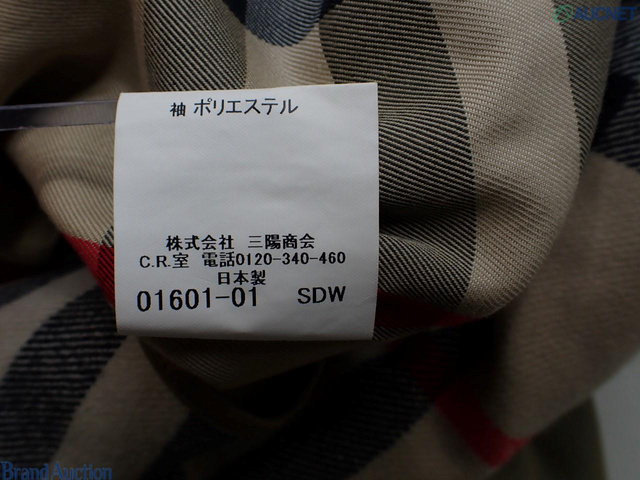 袖 ポリエステル
株式会社 三陽商会
C.R.室 電話0120-340-460
日本製
01601-01 SDW
Brand Auction